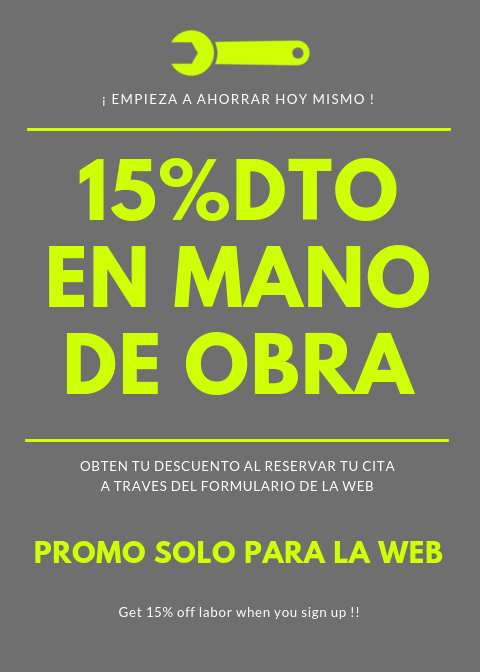 ¡ EMPIEZA A AHORRAR HOY MISMO !
15%DTO
EN MANO
DE OBRA
OBTEN TU DESCUENTO AL RESERVAR TU CITA
A TRAVES DEL FORMULARIO DE LA WEB
PROMO SOLO PARA LA WEB
Get 15% off labor when you sign up !!